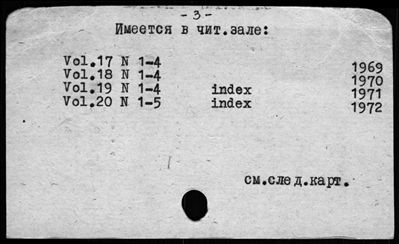 - 3 -
Имеется в чит.зале:
Vol.17 N 1-4 1969
Vol.18 N 1-4 1970
Vol.19 N 1-4 index 1971
Vol.20 N 1-5 index 1972
см.след.карт.